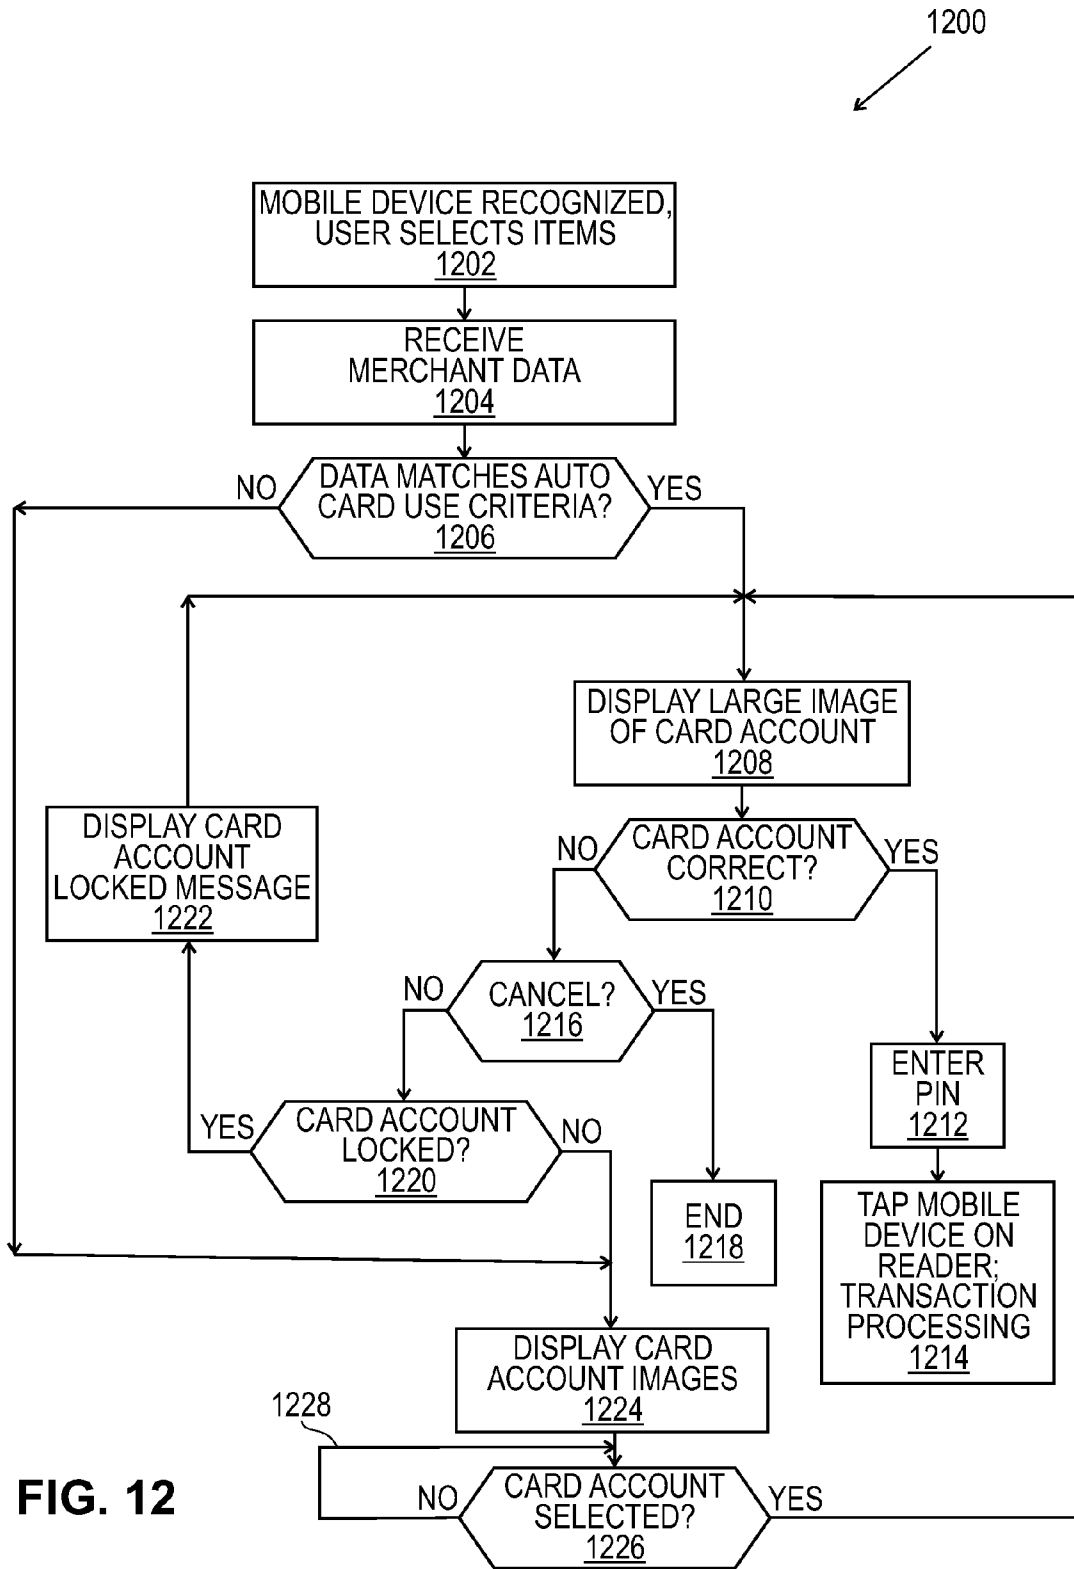 1200
MOBILE DEVICE RECOGNIZED,
USER SELECTS ITEMS
1202
RECEIVE
MERCHANT DATA
1204
NO
DATA MATCHES AUTO
CARD USE CRITERIA?
1206
YES
DISPLAY LARGE IMAGE
OF CARD ACCOUNT
1208
DISPLAY CARD
ACCOUNT
LOCKED MESSAGE
1222
NO
CARD ACCOUNT
CORRECT?
1210
YES
NO
CANCEL?
1216
YES
ENTER
PIN
1212
YES
CARD ACCOUNT
LOCKED?
1220
NO
END
1218
TAP MOBILE
DEVICE ON
READER;
TRANSACTION
PROCESSING
1214
DISPLAY CARD
ACCOUNT IMAGES
1224
1228
NO
CARD ACCOUNT
SELECTED?
1226
YES
FIG. 12